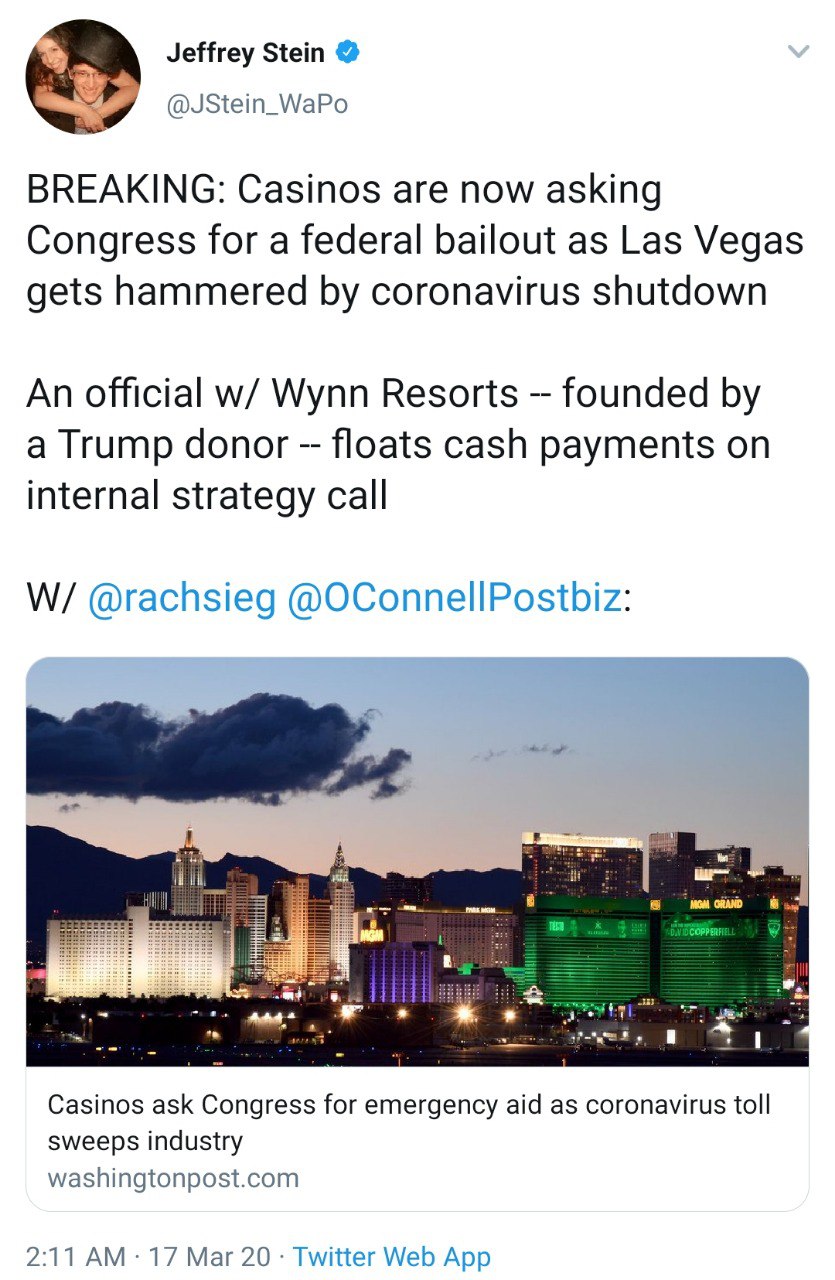 Jeffrey Stein
@JStein_WaPo
BREAKING: Casinos are now asking
Congress for a federal bailout as Las Vegas
gets hammered by coronavirus shutdown
An official w/ Wynn Resorts -- founded by
a Trump donor -- floats cash payments on
internal strategy call
W/ @rachsieg @OConnellPostbiz:
PARK MGM
MGM
MGM GRAND
DAVID COPPERFIELD
Casinos ask Congress for emergency aid as coronavirus toll
sweeps industry
washingtonpost.com
2:11 AM · 17 Mar 20 · Twitter Web App